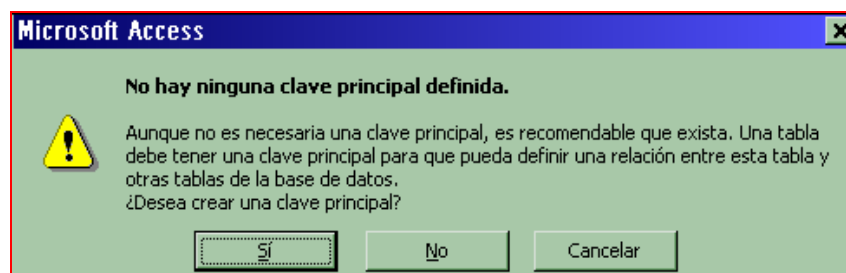 Microsoft Access
No hay ninguna clave principal definida.
Aunque no es necesaria una clave principal, es recomendable que exista. Una tabla
debe tener una clave principal para que pueda definir una relación entre esta tabla y
otras tablas de la base de datos.
¿Desea crear una clave principal?
Sí No Cancelar